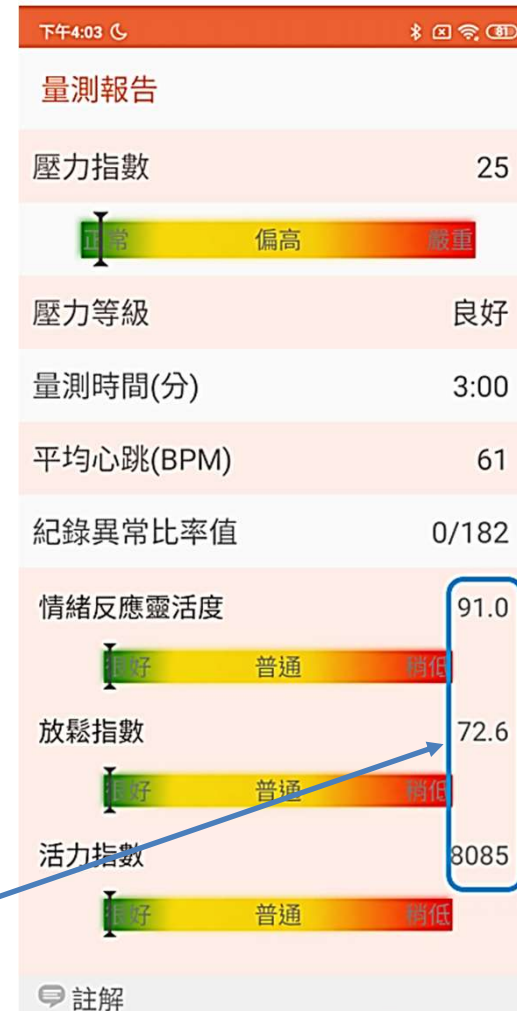 下午4:03 81
量測報告
壓力指數 25
正常 偏高 嚴重
壓力等級 良好
量測時間(分) 3:00
平均心跳(BPM) 61
紀錄異常比率值 0/182
情緒反應靈活度 91.0
很好 普通 稍低
放鬆指數 72.6
很好 普通 稍低
活力指數 8085
很好 普通 稍低
註解